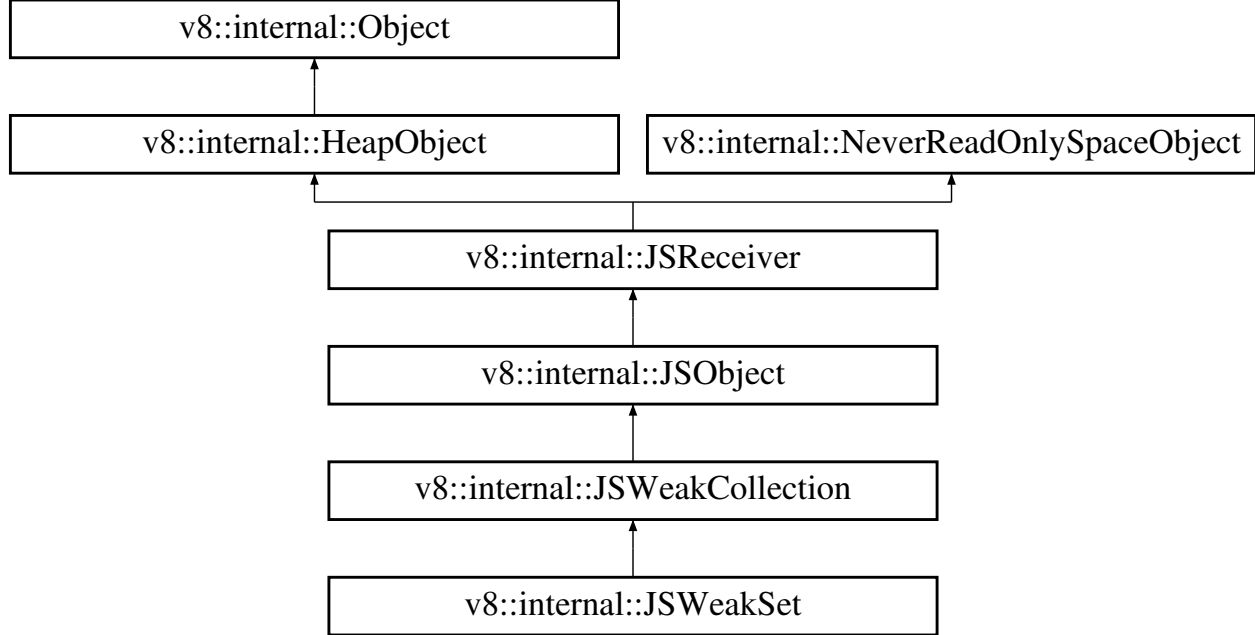 v8::internal::Object
v8::internal::HeapObject
v8::internal::NeverReadOnlySpaceObject
v8::internal::JSReceiver
v8::internal::JSObject
v8::internal::JSWeakCollection
v8::internal::JSWeakSet